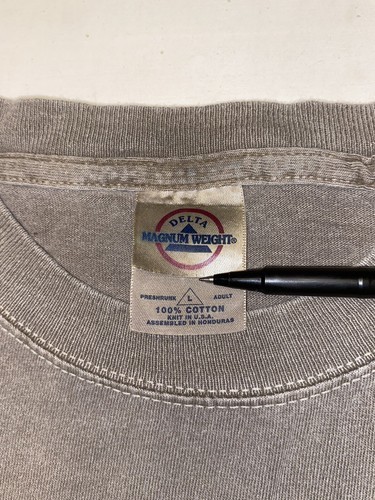 DELTA
MAGNUM WEIGHT®
PRESHRUNK L ADULT
100% COTTON
KNIT IN U.S.A.
ASSEMBLED IN HONDURAS